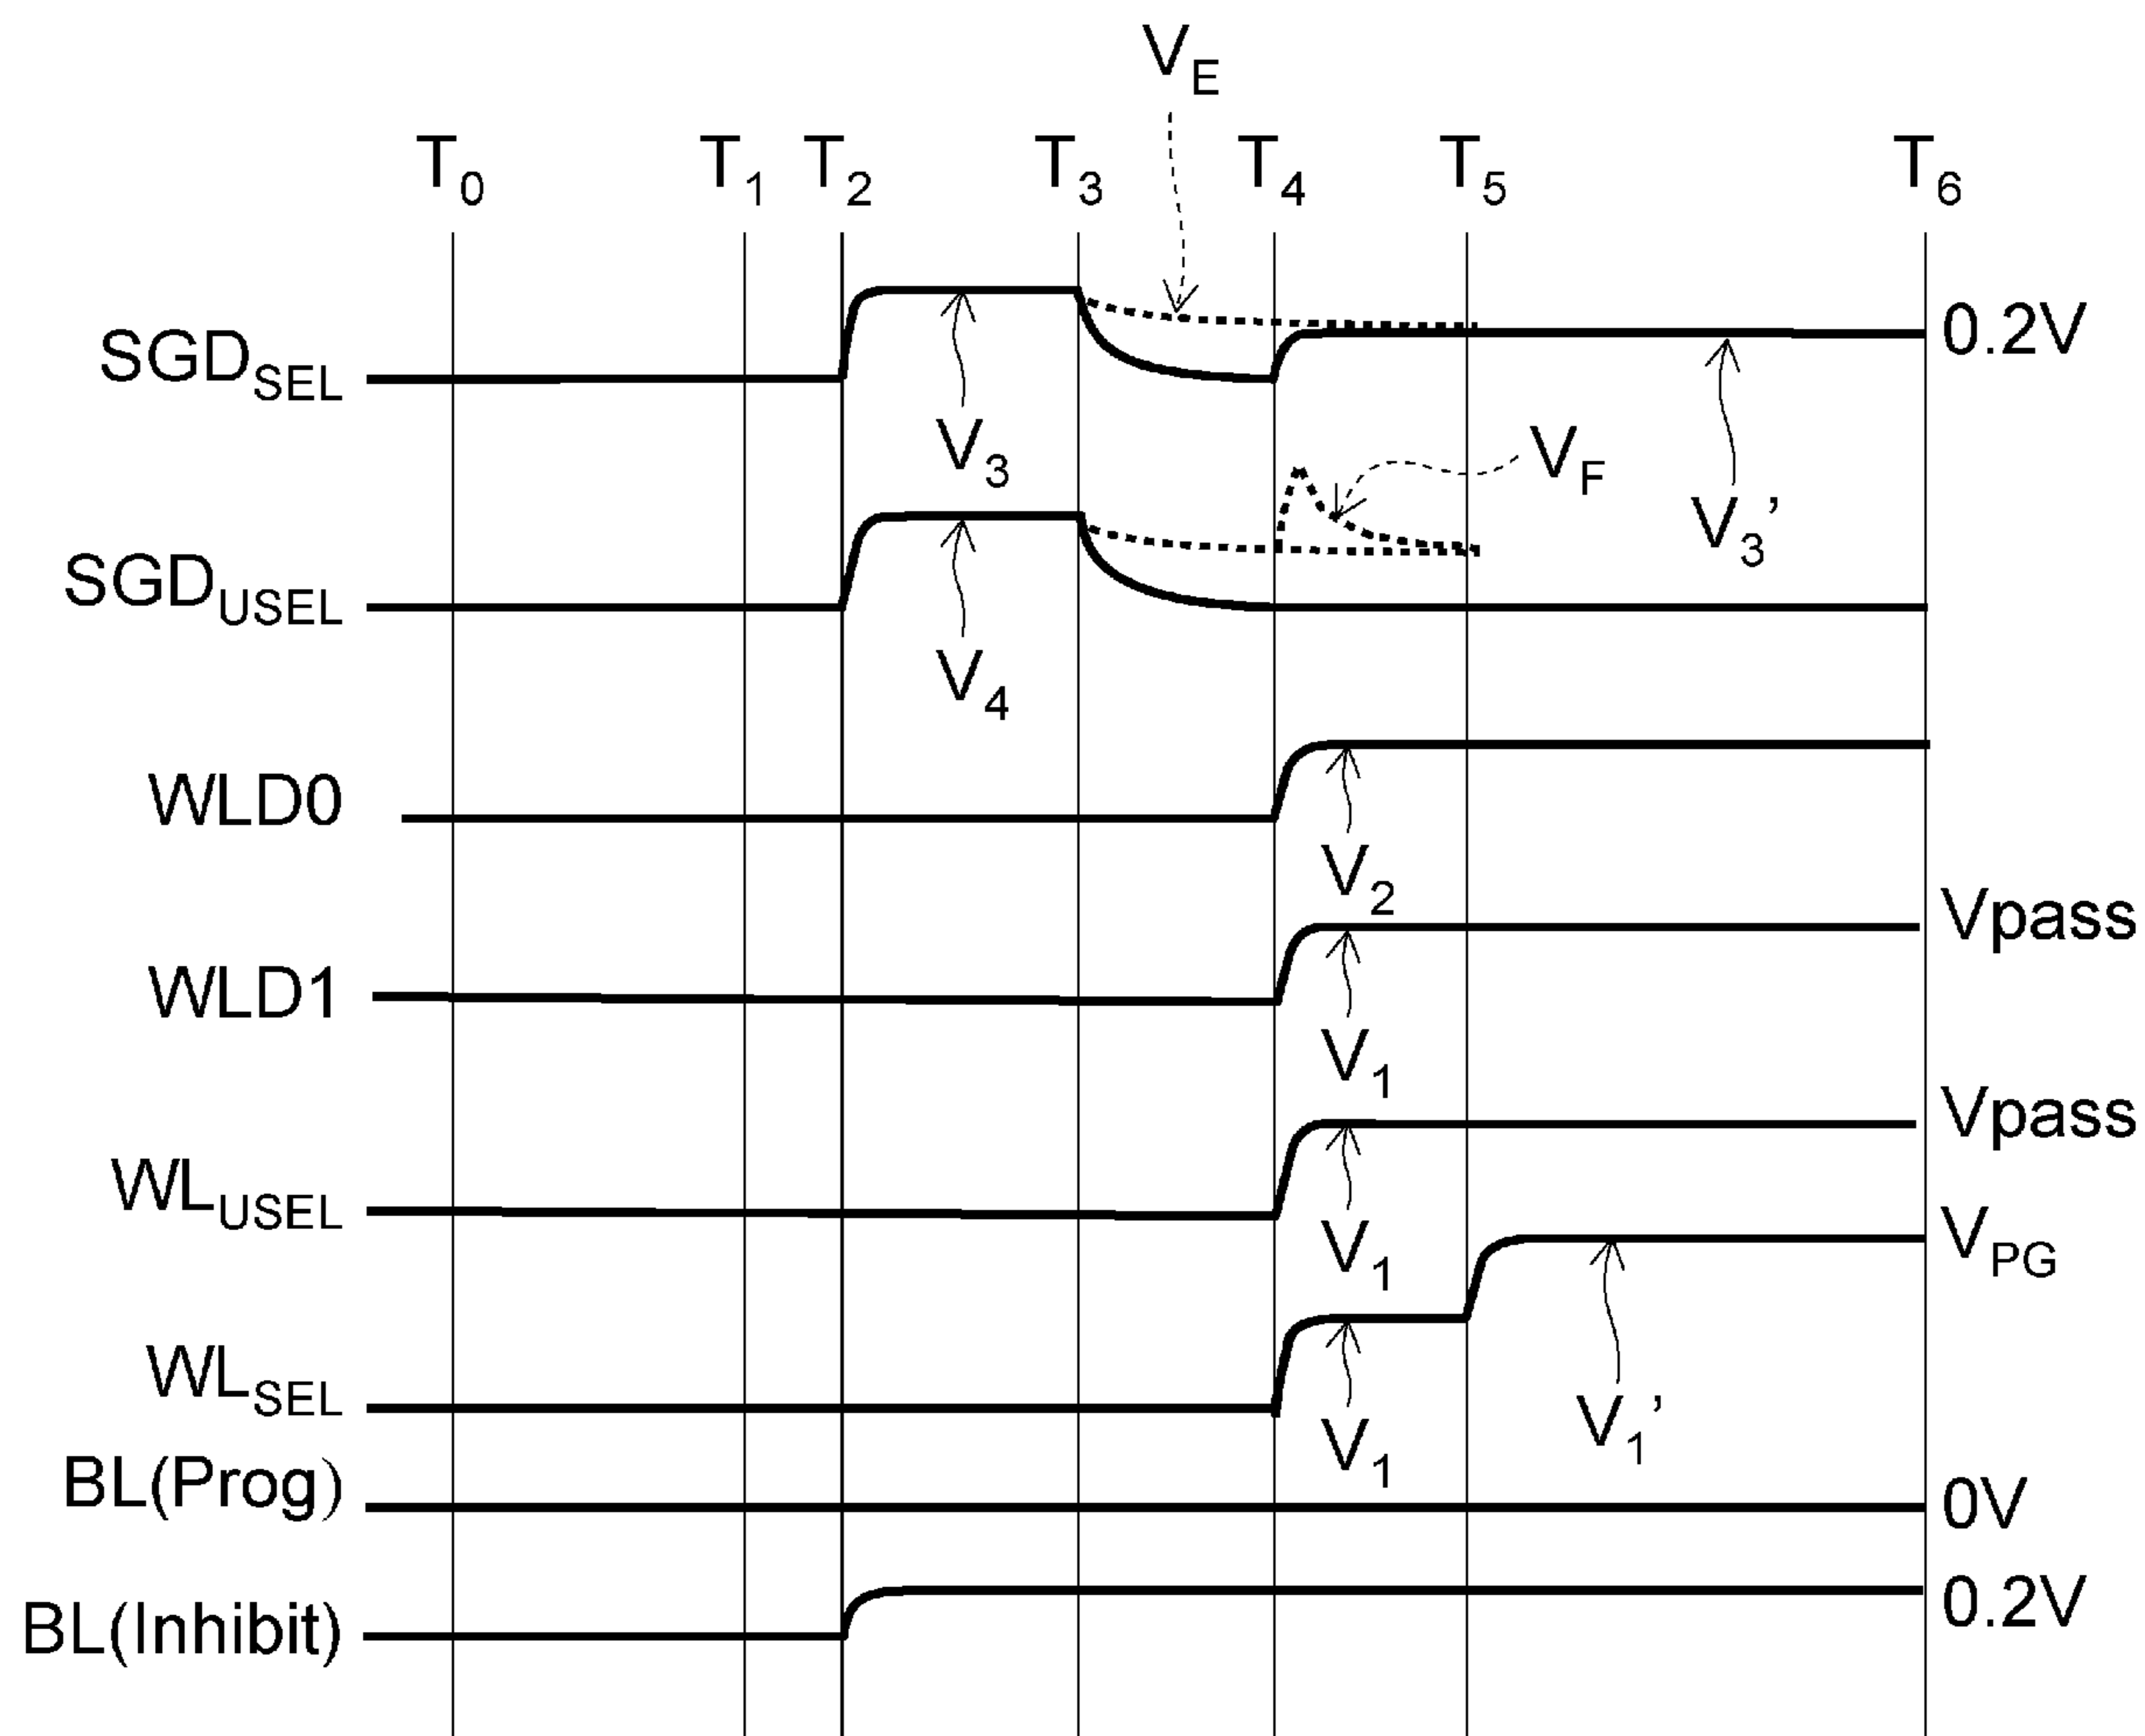 V_E
T_0 T_1 T_2 T_3 T_4 T_5 T_6
SGD_SEL 0.2V
V_3 V_F V_3’
SGD_USEL
V_4
WLD0
V_2
Vpass
WLD1
V_1
Vpass
WL_USEL
V_1 V_PG
WL_SEL
V_1 V_1’
BL(Prog) 0V
BL(Inhibit) 0.2V